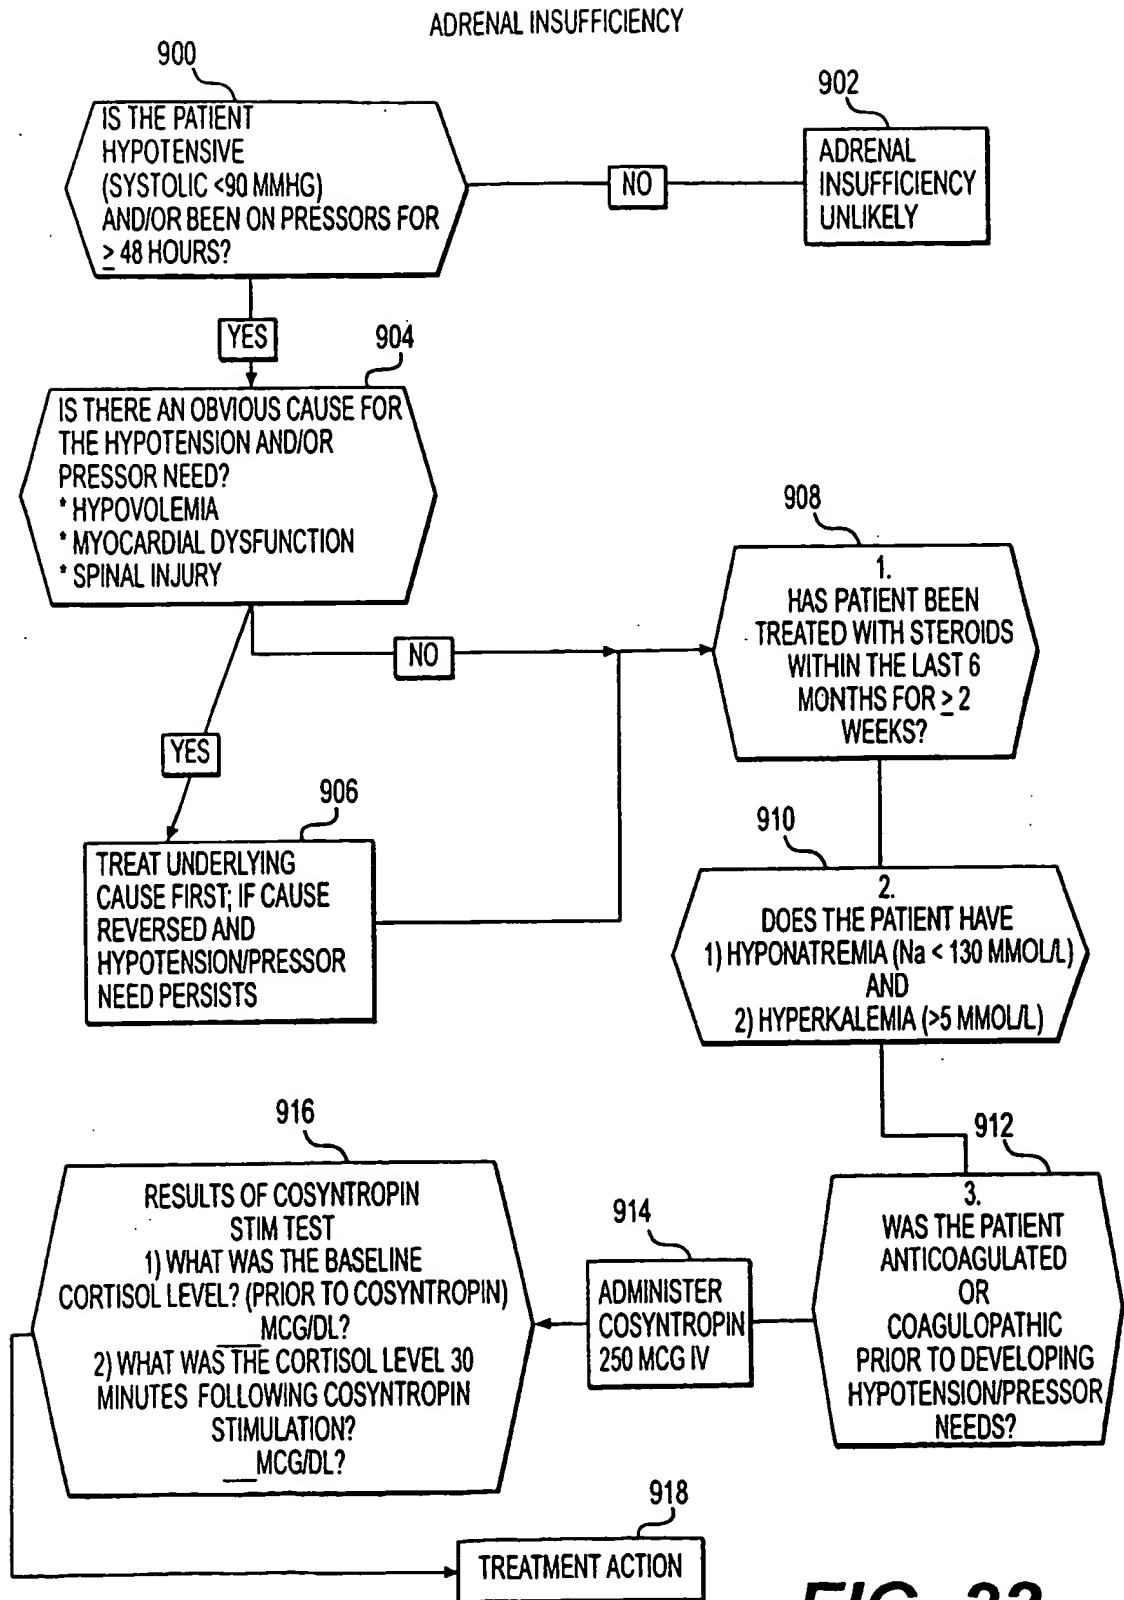 ADRENAL INSUFFICIENCY
900
IS THE PATIENT
HYPOTENSIVE
(SYSTOLIC <90 MMHG)
AND/OR BEEN ON PRESSORS FOR
≥ 48 HOURS?
NO
902
ADRENAL
INSUFFICIENCY
UNLIKELY
YES
904
IS THERE AN OBVIOUS CAUSE FOR
THE HYPOTENSION AND/OR
PRESSOR NEED?
* HYPOVOLEMIA
* MYOCARDIAL DYSFUNCTION
* SPINAL INJURY
NO
YES
906
TREAT UNDERLYING
CAUSE FIRST; IF CAUSE
REVERSED AND
HYPOTENSION/PRESSOR
NEED PERSISTS
908
1.
HAS PATIENT BEEN
TREATED WITH STEROIDS
WITHIN THE LAST 6
MONTHS FOR ≥ 2
WEEKS?
910
2.
DOES THE PATIENT HAVE
1) HYPONATREMIA (Na < 130 MMOL/L)
AND
2) HYPERKALEMIA (>5 MMOL/L)
912
3.
WAS THE PATIENT
ANTICOAGULATED
OR
COAGULOPATHIC
PRIOR TO DEVELOPING
HYPOTENSION/PRESSOR
NEEDS?
914
ADMINISTER
COSYNTROPIN
250 MCG IV
916
RESULTS OF COSYNTROPIN
STIM TEST
1) WHAT WAS THE BASELINE
CORTISOL LEVEL? (PRIOR TO COSYNTROPIN)
___MCG/DL?
2) WHAT WAS THE CORTISOL LEVEL 30
MINUTES FOLLOWING COSYNTROPIN
STIMULATION?
___MCG/DL?
918
TREATMENT ACTION
FIG.